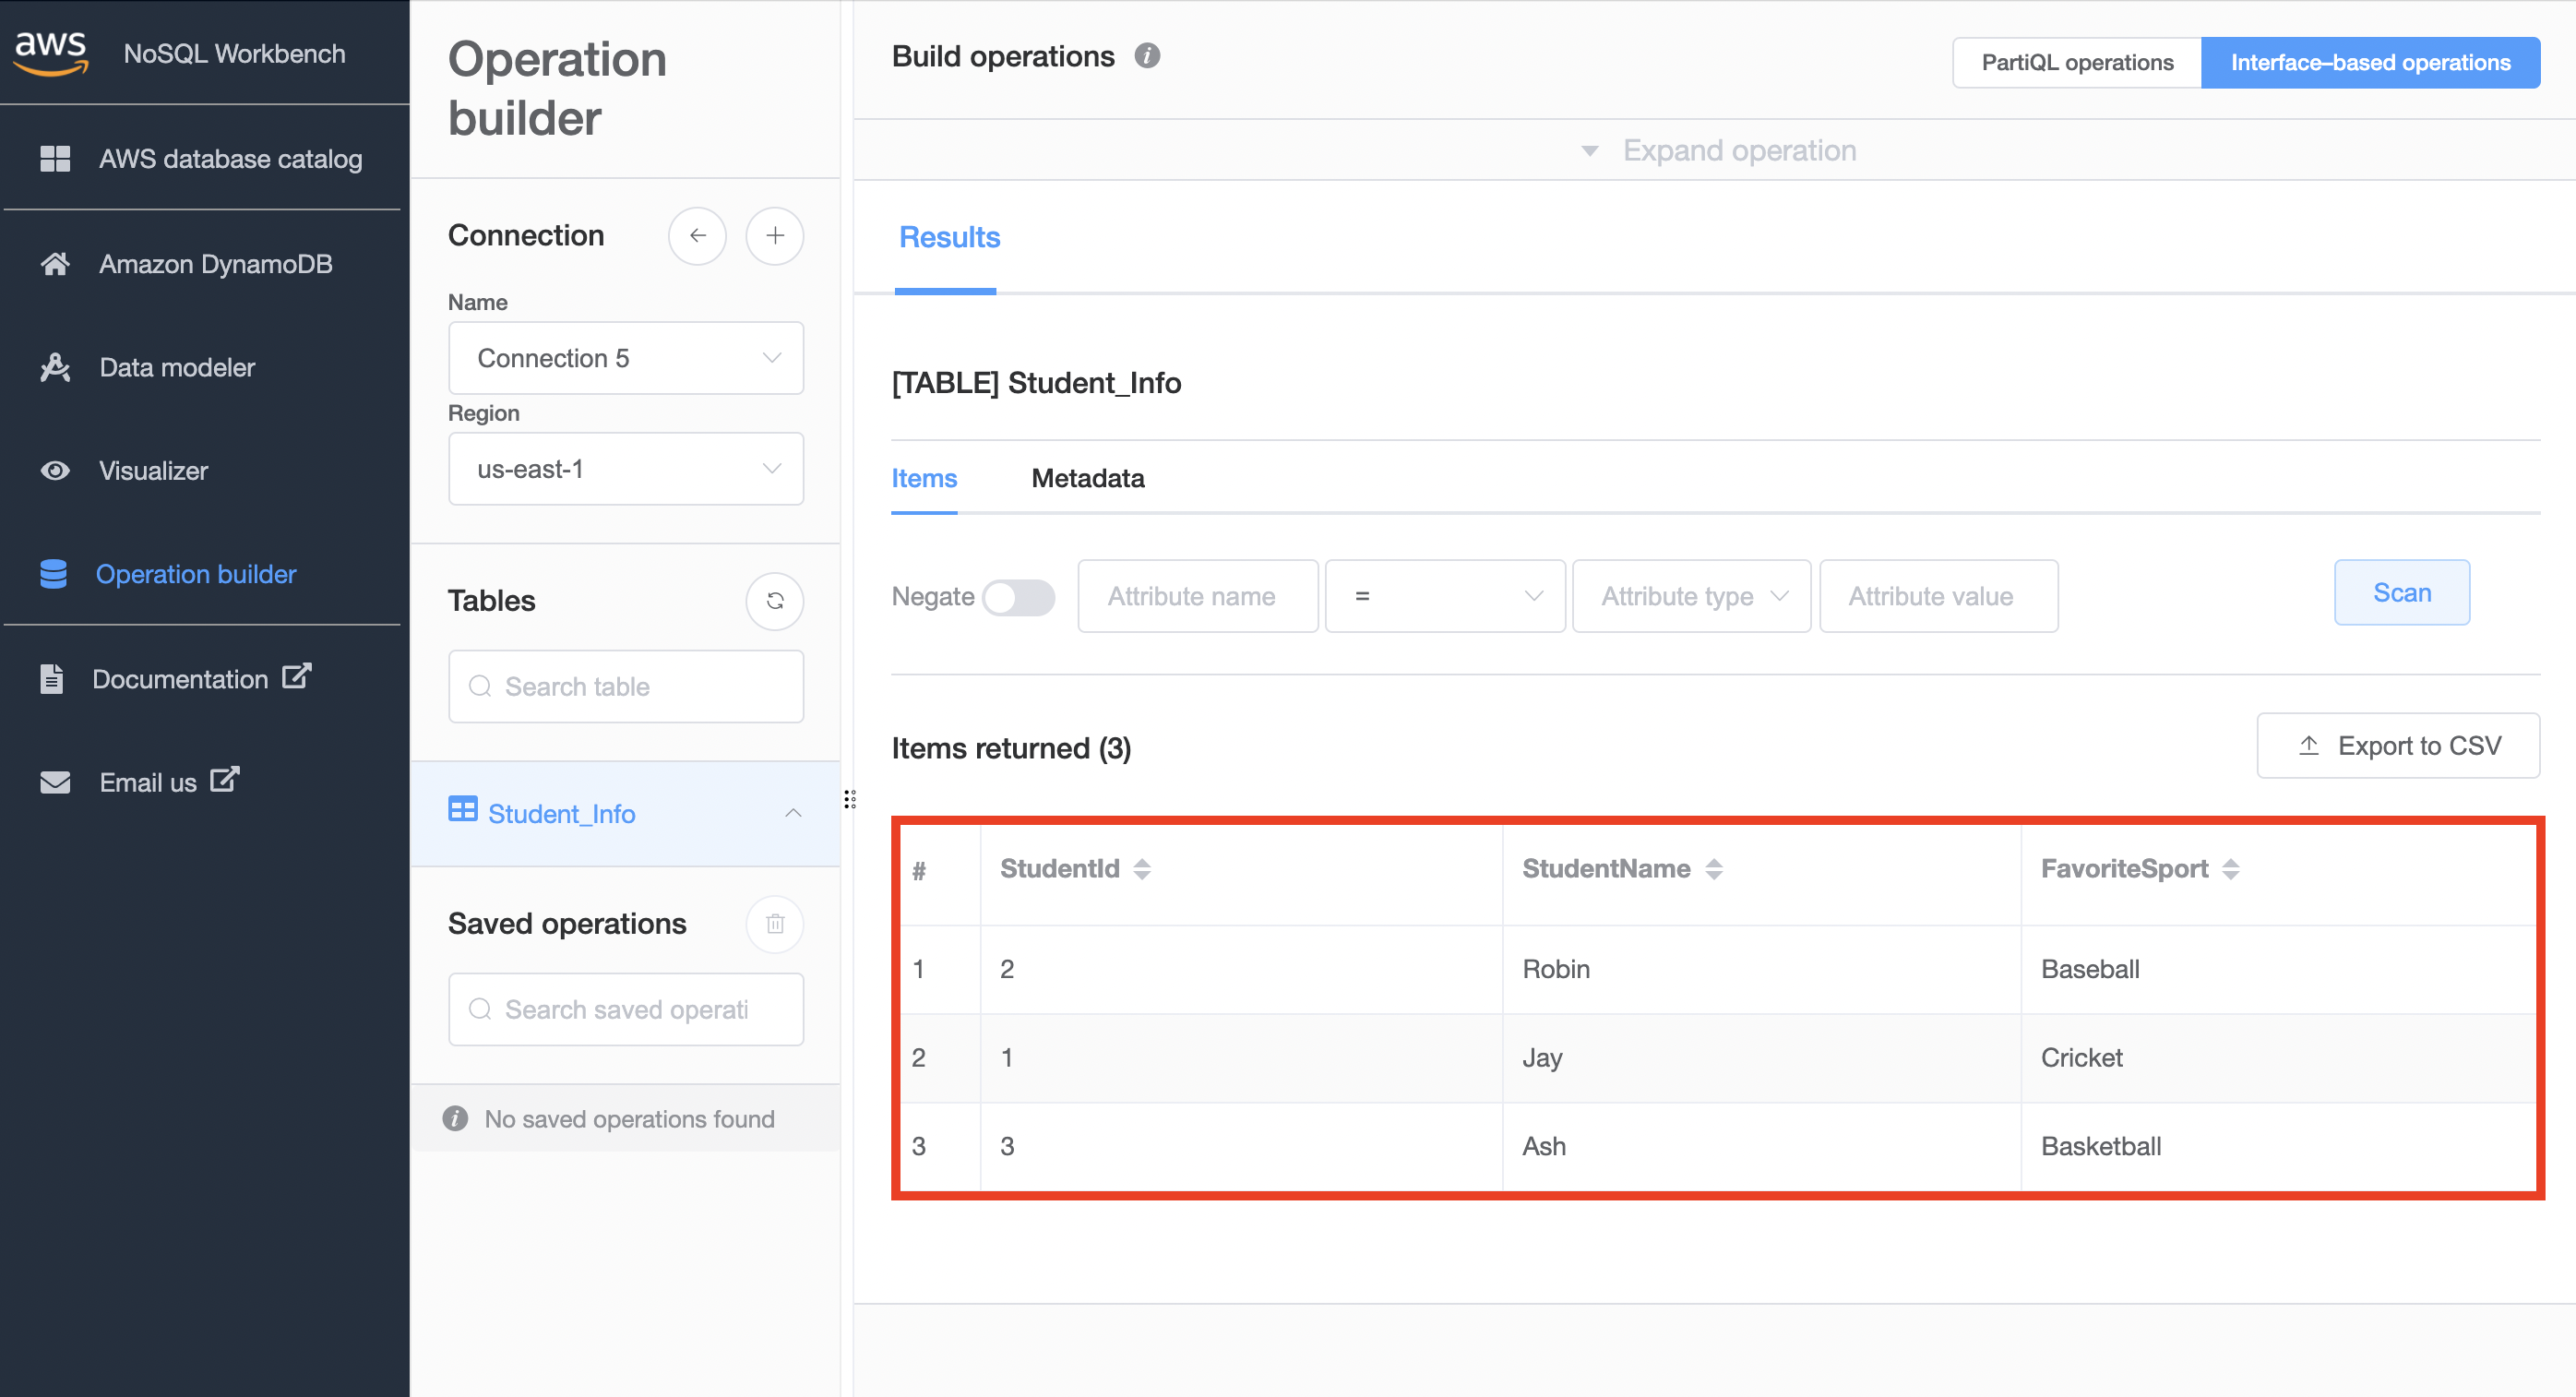 aws NoSQL Workbench
AWS database catalog
Amazon DynamoDB
Data modeler
Visualizer
Operation builder
Documentation
Email us
Operation
builder
Connection
Name
Connection 5
Region
us-east-1
Tables
Search table
Student_Info
Saved operations
Search saved operati
No saved operations found
Build operations
PartiQL operations Interface-based operations
Expand operation
Results
[TABLE] Student_Info
Items Metadata
Negate Attribute name = Attribute type Attribute value Scan
Items returned (3) Export to CSV
# StudentId StudentName FavoriteSport
1 2 Robin Baseball
2 1 Jay Cricket
3 3 Ash Basketball